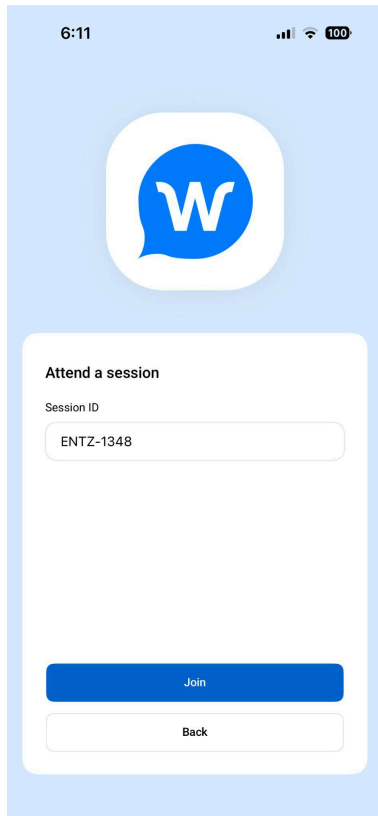 6:11
100
W
Attend a session
Session ID
ENTZ-1348
Join
Back